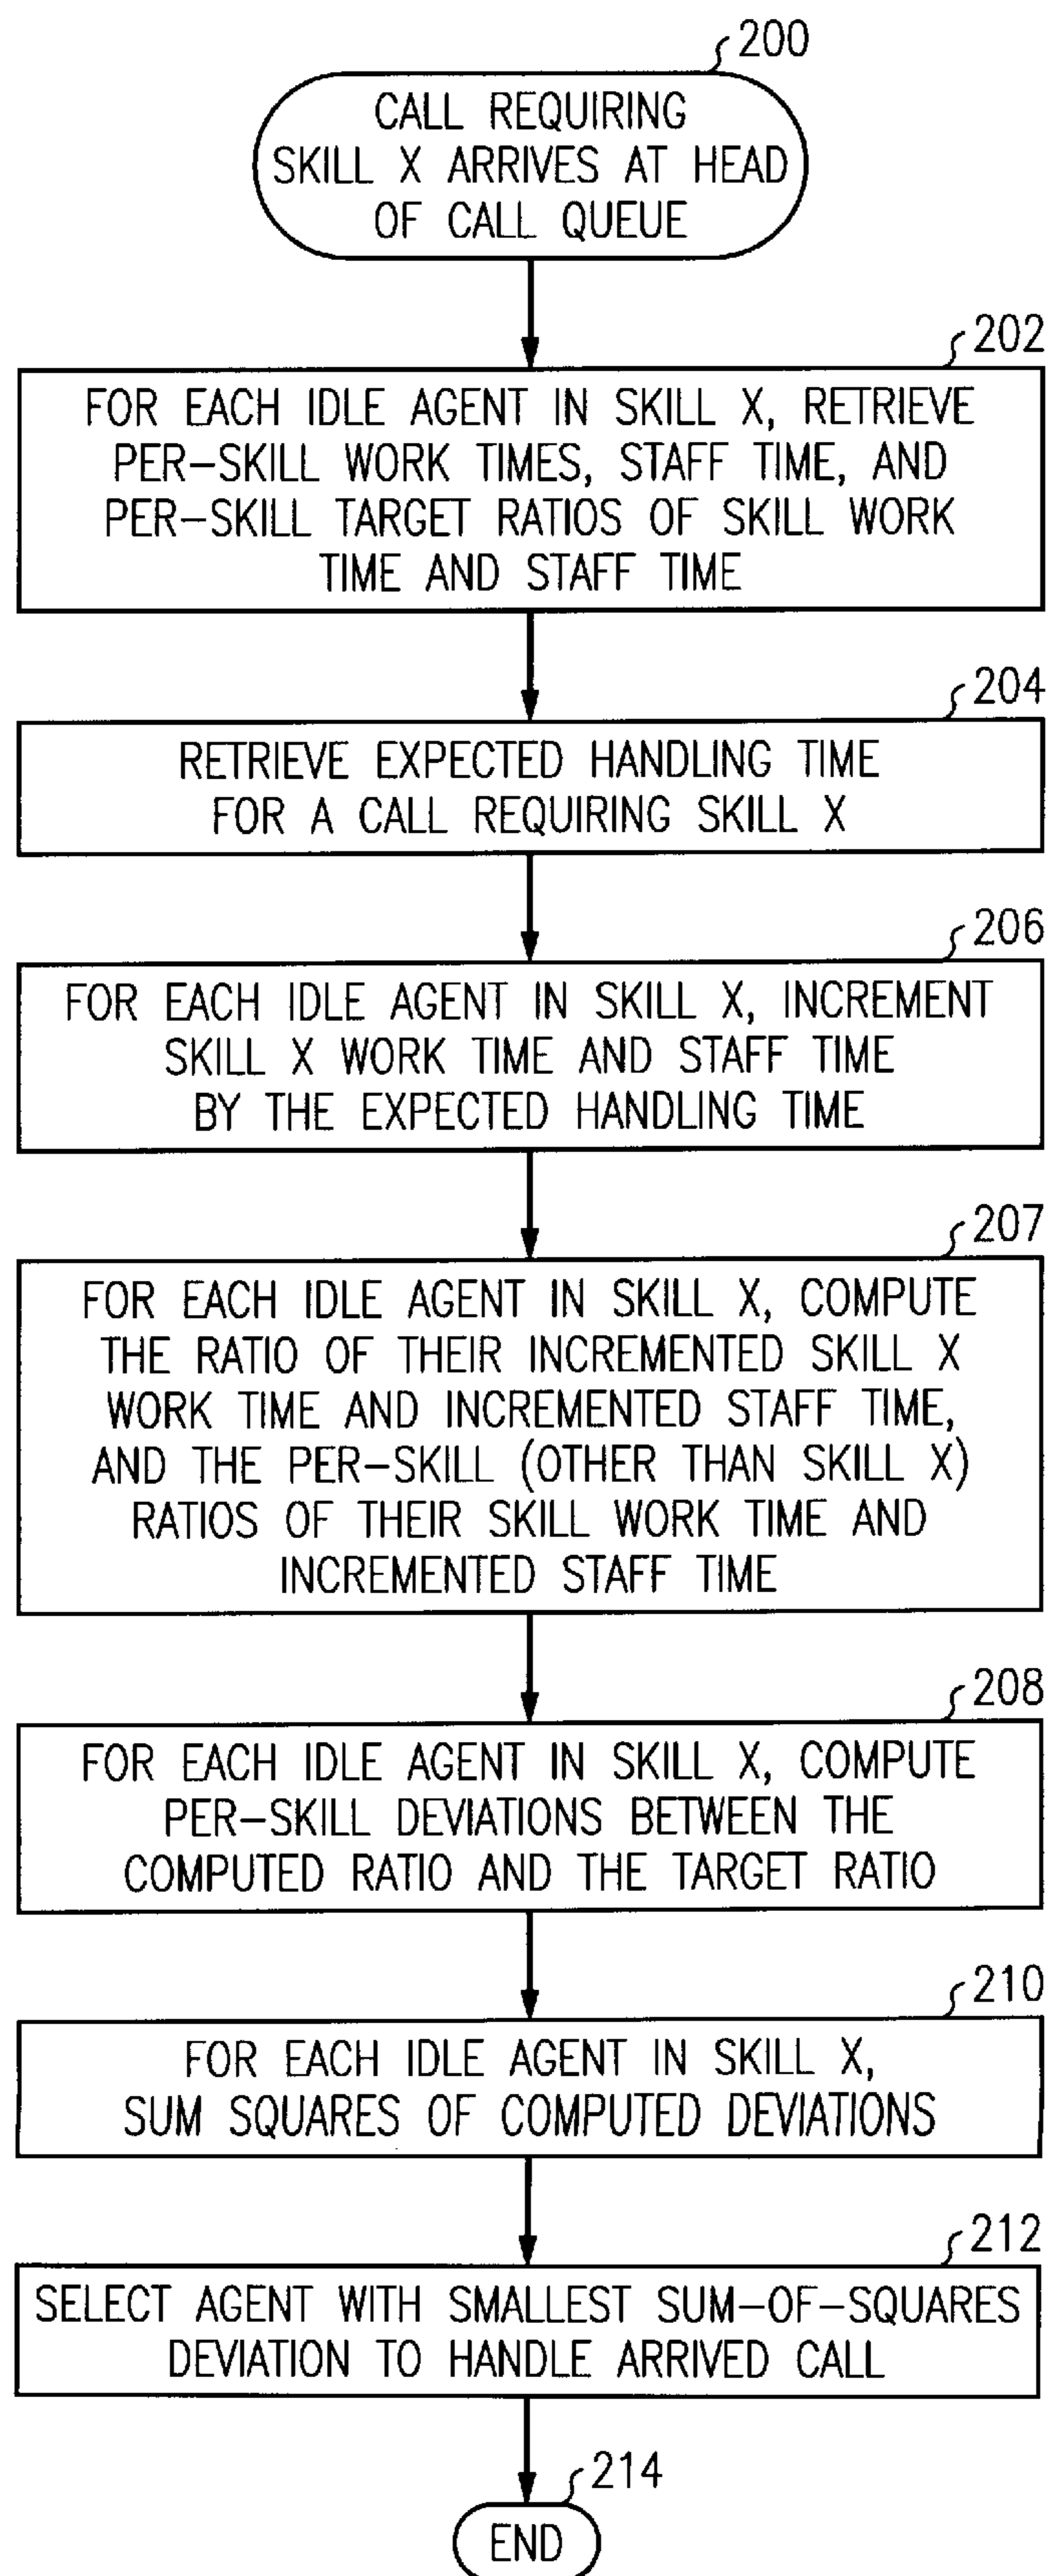 200
CALL REQUIRING
SKILL X ARRIVES AT HEAD
OF CALL QUEUE
202
FOR EACH IDLE AGENT IN SKILL X, RETRIEVE
PER-SKILL WORK TIMES, STAFF TIME, AND
PER-SKILL TARGET RATIOS OF SKILL WORK
TIME AND STAFF TIME
204
RETRIEVE EXPECTED HANDLING TIME
FOR A CALL REQUIRING SKILL X
206
FOR EACH IDLE AGENT IN SKILL X, INCREMENT
SKILL X WORK TIME AND STAFF TIME
BY THE EXPECTED HANDLING TIME
207
FOR EACH IDLE AGENT IN SKILL X, COMPUTE
THE RATIO OF THEIR INCREMENTED SKILL X
WORK TIME AND INCREMENTED STAFF TIME,
AND THE PER-SKILL (OTHER THAN SKILL X)
RATIOS OF THEIR SKILL WORK TIME AND
INCREMENTED STAFF TIME
208
FOR EACH IDLE AGENT IN SKILL X, COMPUTE
PER-SKILL DEVIATIONS BETWEEN THE
COMPUTED RATIO AND THE TARGET RATIO
210
FOR EACH IDLE AGENT IN SKILL X,
SUM SQUARES OF COMPUTED DEVIATIONS
212
SELECT AGENT WITH SMALLEST SUM-OF-SQUARES
DEVIATION TO HANDLE ARRIVED CALL
214
END